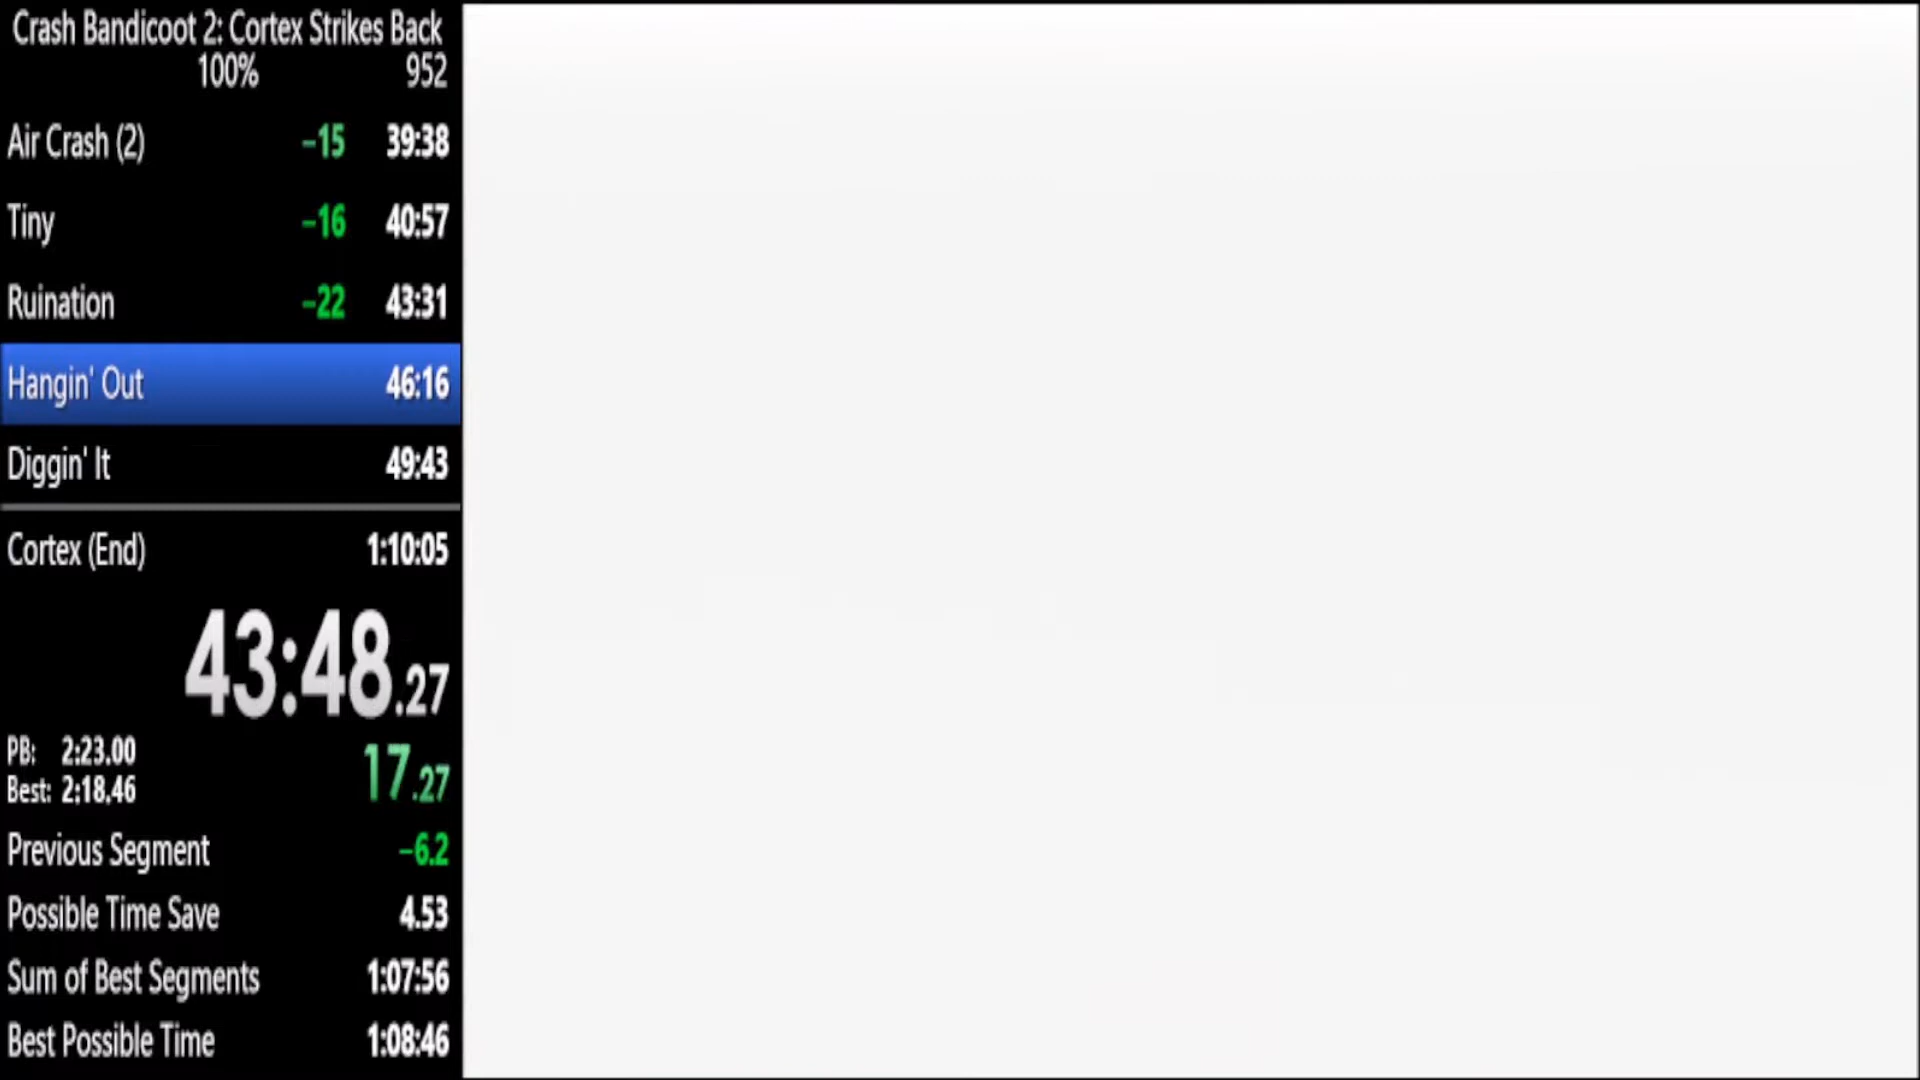 Crash Bandicoot 2: Cortex Strikes Back
100% 952
Air Crash (2) −15 39:38
Tiny −16 40:57
Ruination −22 43:31
Hangin' Out 46:16
Diggin' It 49:43
Cortex (End) 1:10:05
43:48.27
PB: 2:23.00 17.27
Best: 2:18.46
Previous Segment −6.2
Possible Time Save 4.53
Sum of Best Segments 1:07:56
Best Possible Time 1:08:46